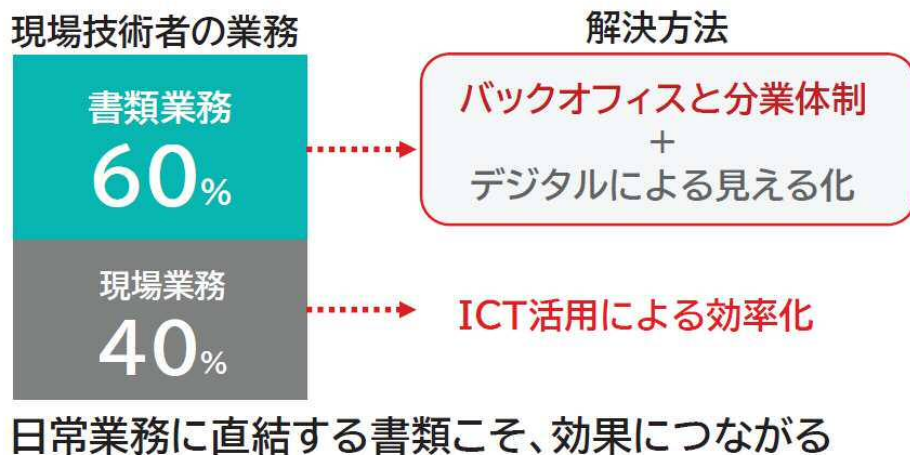 現場技術者の業務
書類業務
60%
現場業務
40%
解決方法
バックオフィスと分業体制
+
デジタルによる見える化
ICT活用による効率化
日常業務に直結する書類こそ、効果につながる